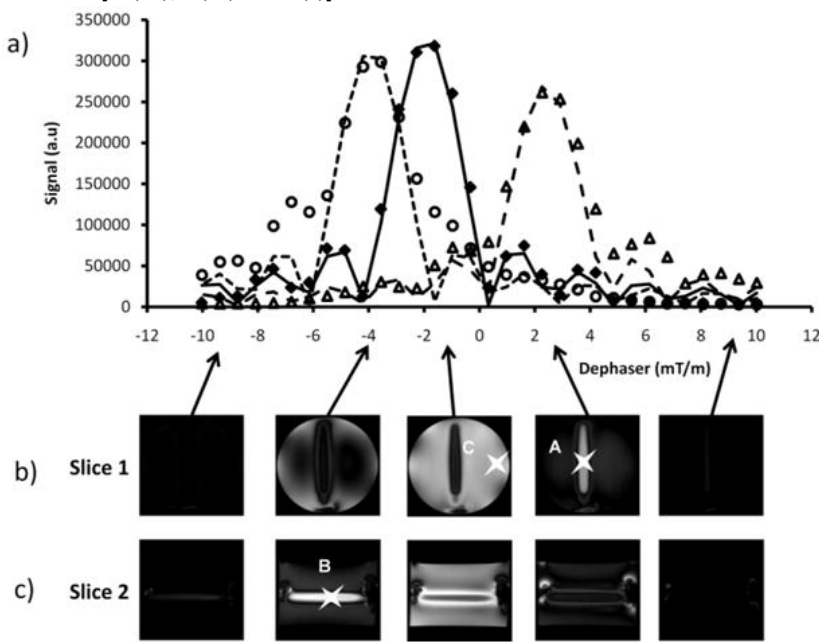 a)
350000
300000
250000
200000
150000
100000
50000
0
Signal (a.u)
-12 -10 -8 -6 -4 -2 0 2 4 6 8 10 12
Dephaser (mT/m)
b) Slice 1
C
A
c) Slice 2
B